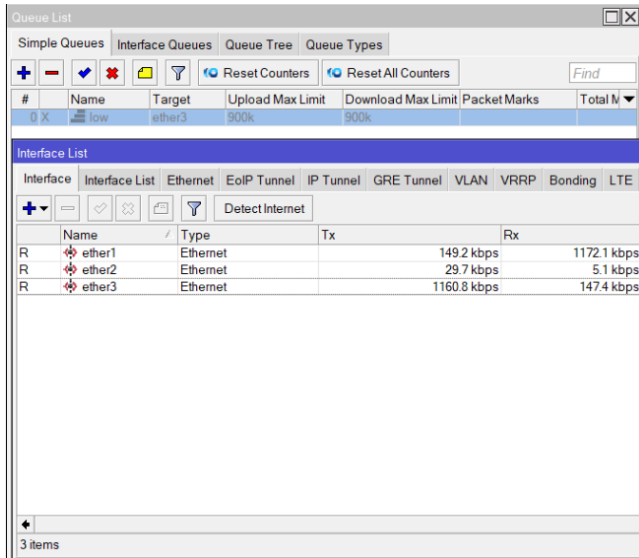 Queue List
Simple Queues Interface Queues Queue Tree Queue Types
Reset Counters Reset All Counters Find
# Name Target Upload Max Limit Download Max Limit Packet Marks Total M
0 X low ether3 900k 900k
Interface List
Interface Interface List Ethernet EoIP Tunnel IP Tunnel GRE Tunnel VLAN VRRP Bonding LTE
Detect Internet
Name Type Tx Rx
R ether1 Ethernet 149.2 kbps 1172.1 kbps
R ether2 Ethernet 29.7 kbps 5.1 kbps
R ether3 Ethernet 1160.8 kbps 147.4 kbps
3 items